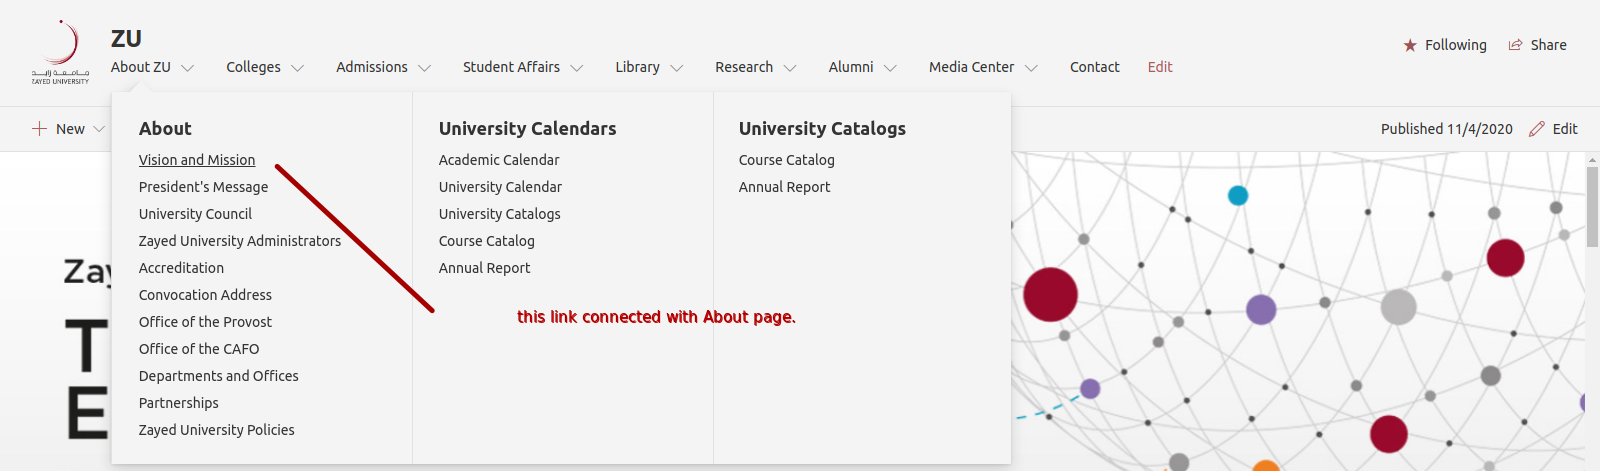 ZU
جامعة زايد
ZAYED UNIVERSITY
About ZU
Colleges
Admissions
Student Affairs
Library
Research
Alumni
Media Center
Contact
Edit
Following
Share
New
Published 11/4/2020
Edit
About
Vision and Mission
President's Message
University Council
Zayed University Administrators
Accreditation
Convocation Address
Office of the Provost
Office of the CAFO
Departments and Offices
Partnerships
Zayed University Policies
University Calendars
Academic Calendar
University Calendar
University Catalogs
Course Catalog
Annual Report
University Catalogs
Course Catalog
Annual Report
this link connected with About page.
Zay
T
E